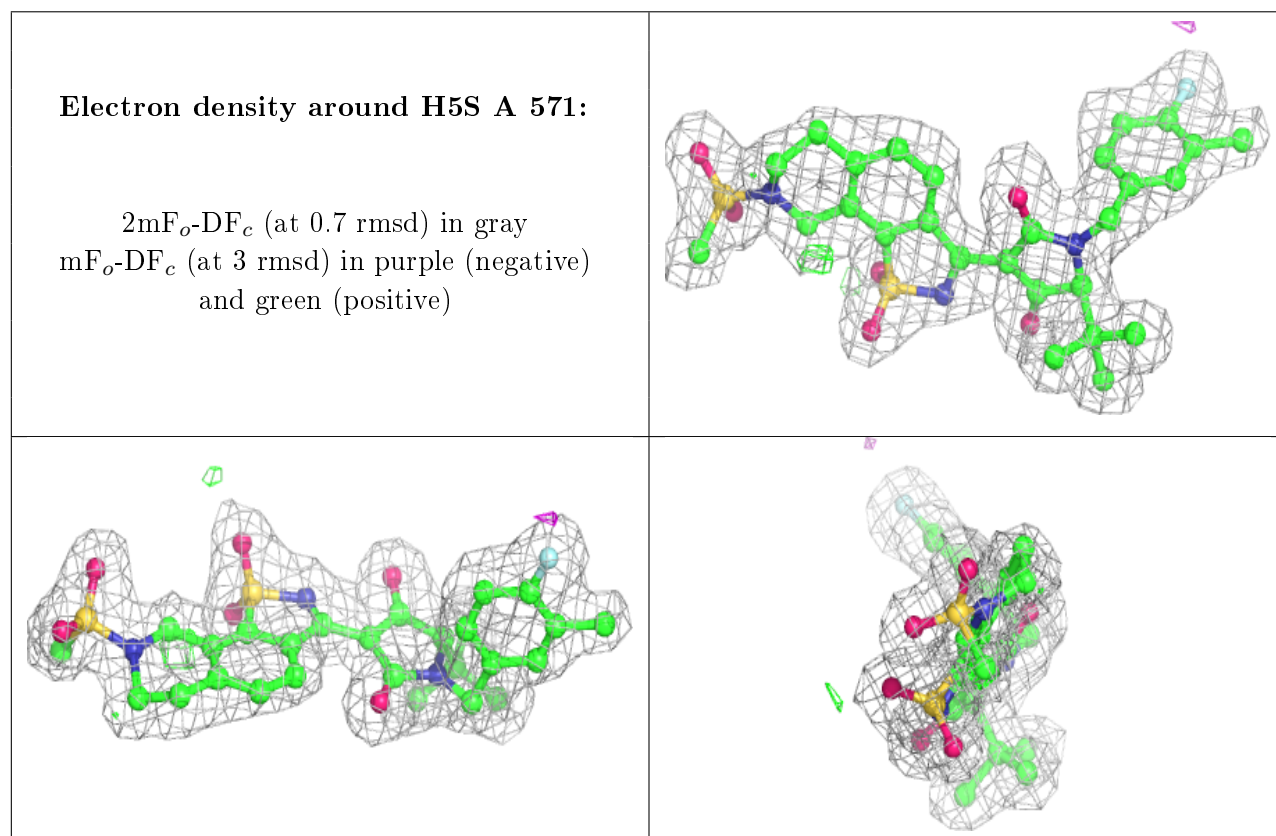 Electron density around H5S A 571:
2mFo-DFc (at 0.7 rmsd) in gray
mFo-DFc (at 3 rmsd) in purple (negative)
and green (positive)